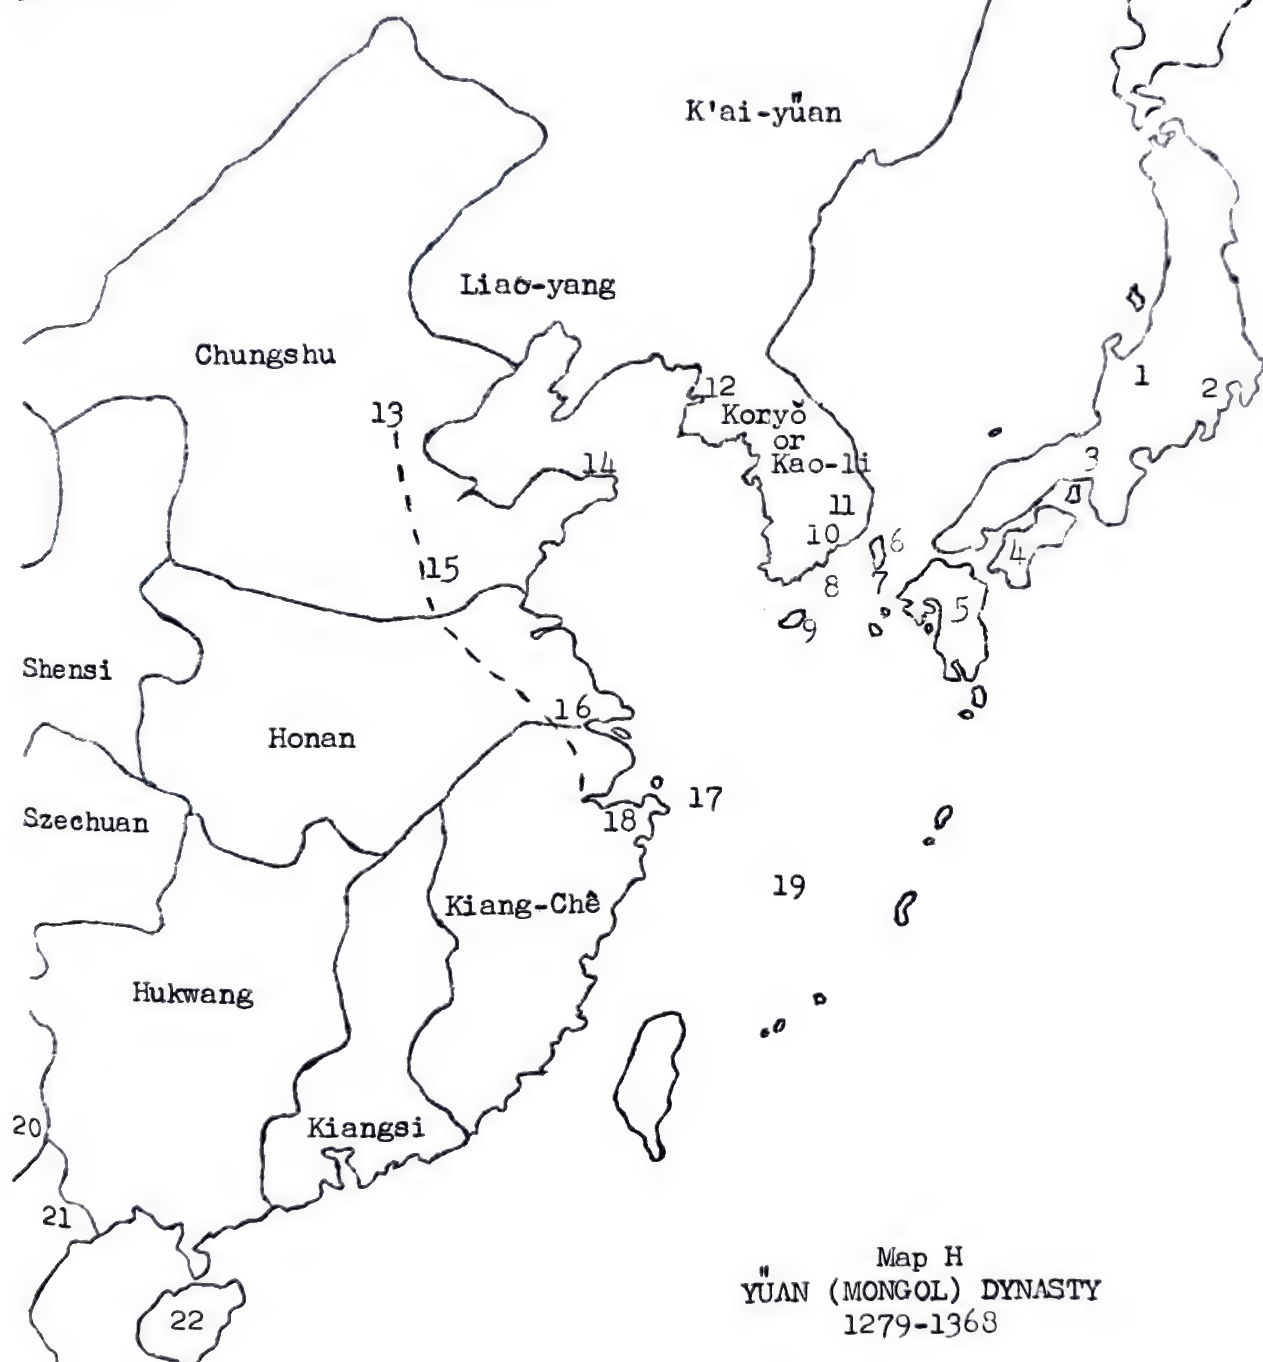 K'ai-yüan
Liao-yang
Chungshu
1
12
2
13
Koryŏ
or
Kao-li
3
14
11
10
6
4
15
7
8
5
9
Shensi
16
Honan
17
Szechuan
18
19
Kiang-Chê
Hukwang
20
Kiangsi
21
22
Map H
YÜAN (MONGOL) DYNASTY
1279-1368